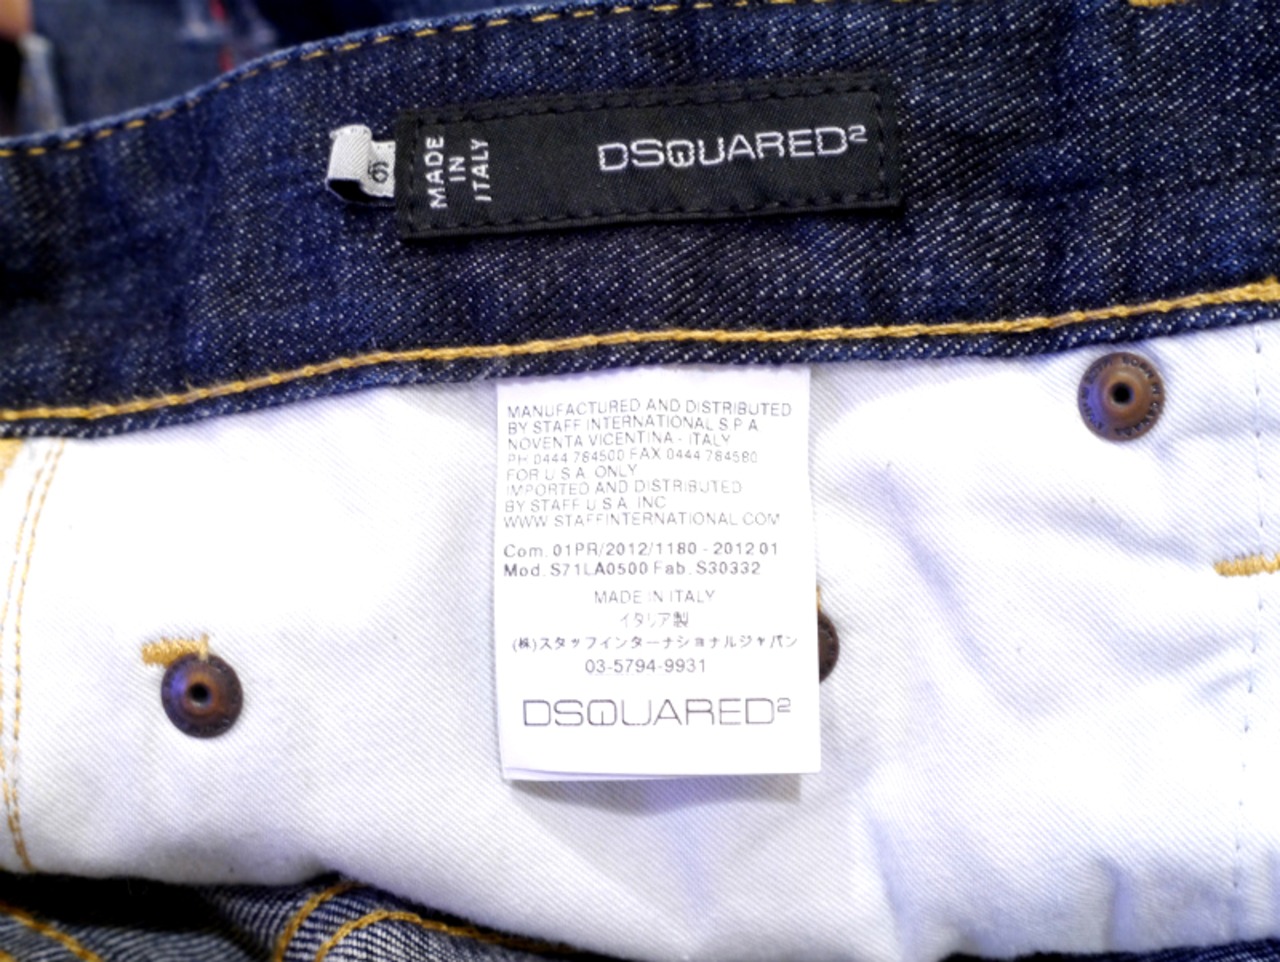 MADE
IN
ITALY
DSQUARED2
MANUFACTURED AND DISTRIBUTED
BY STAFF INTERNATIONAL S.P.A
NOVENTA VICENTINA - ITALY
PH 0444 784500 FAX 0444 784580
FOR U.S.A. ONLY
IMPORTED AND DISTRIBUTED
BY STAFF U.S.A. INC
WWW.STAFFINTERNATIONAL.COM
Com. 01PR/2012/1180 - 2012 01
Mod. S71LA0500 Fab. S30332
MADE IN ITALY
イタリア製
(株)スタッフインターナショナルジャパン
03-5794-9931
DSQUARED2